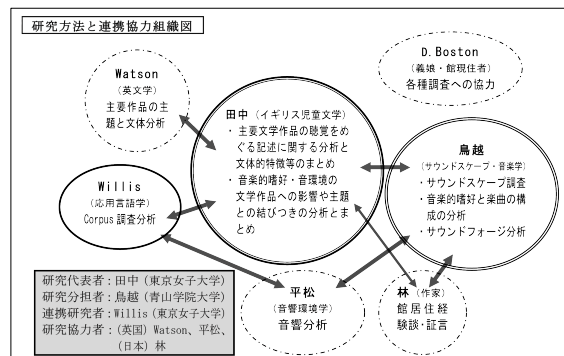 研究方法と連携協力組織図
Watson
(英文学)
主要作品の主
題と文体分析
D.Boston
(義娘・館現住者)
各種調査への協力
田中 (イギリス児童文学)
・主要文学作品の聴覚をめ
ぐる記述に関する分析と
文体的特徴等のまとめ
・音楽的嗜好・音環境の
文学作品への影響や主題
との結びつきの分析とま
とめ
鳥越
(サウンドスケープ・音楽学)
・サウンドスケープ調査
・音楽的嗜好と楽曲の構
成の分析
・サウンドフォージ分析
Willis
(応用言語学)
Corpus 調査分析
平松
(音響環境学)
音響分析
林 (作家)
館居住経
験談・証言
研究代表者：田中 (東京女子大学)
研究分担者：鳥越 (青山学院大学)
連携研究者：Willis (東京女子大学)
研究協力者：(英国) Watson、平松、
(日本) 林